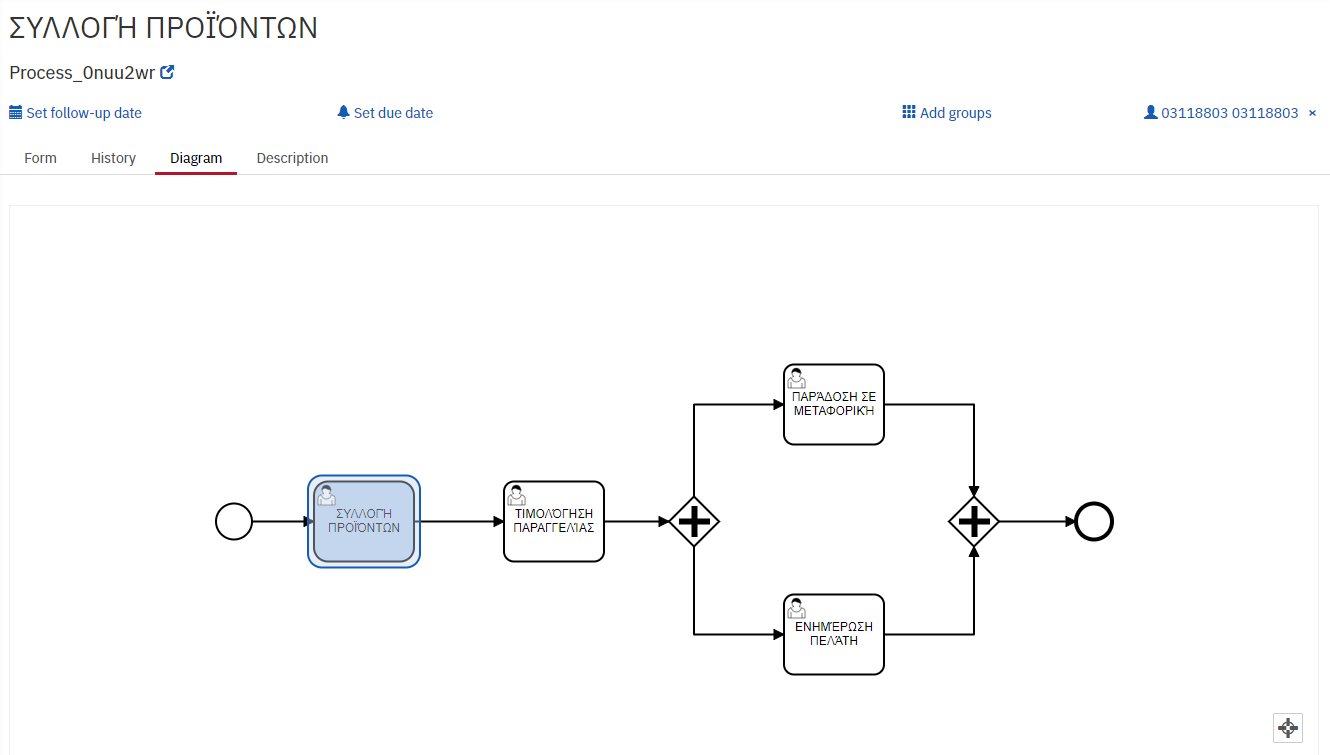 ΣΥΛΛΟΓΉ ΠΡΟΪΌΝΤΩΝ
Process_0nuu2wr
Set follow-up date
Set due date
Add groups
03118803 03118803 ×
Form
History
Diagram
Description
ΠΑΡΆΔΟΣΗ ΣΕ
ΜΕΤΑΦΟΡΙΚΉ
ΣΥΛΛΟΓΉ
ΠΡΟΪΌΝΤΩΝ
ΤΙΜΟΛΌΓΗΣΗ
ΠΑΡΑΓΓΕΛΊΑΣ
ΕΝΗΜΈΡΩΣΗ
ΠΕΛΆΤΗ